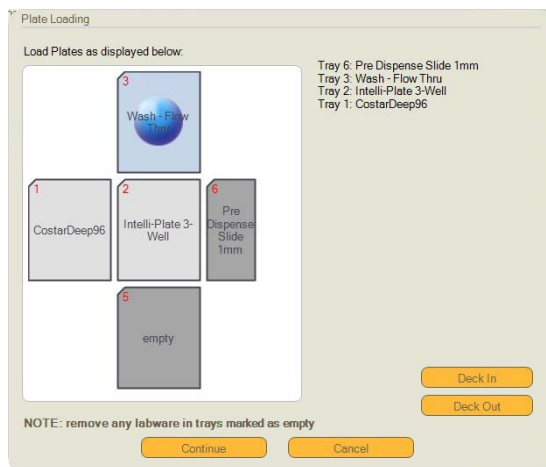 Plate Loading
Load Plates as displayed below:
Tray 6: Pre Dispense Slide 1mm
Tray 3: Wash - Flow Thru
Tray 2: Intelli-Plate 3-Well
Tray 1: CostarDeep96
3
Wash - Flow
Thru
1
CostarDeep96
2
Intelli-Plate 3-
Well
6
Pre
Dispense
Slide
1mm
5
empty
Deck In
Deck Out
NOTE: remove any labware in trays marked as empty
Continue
Cancel